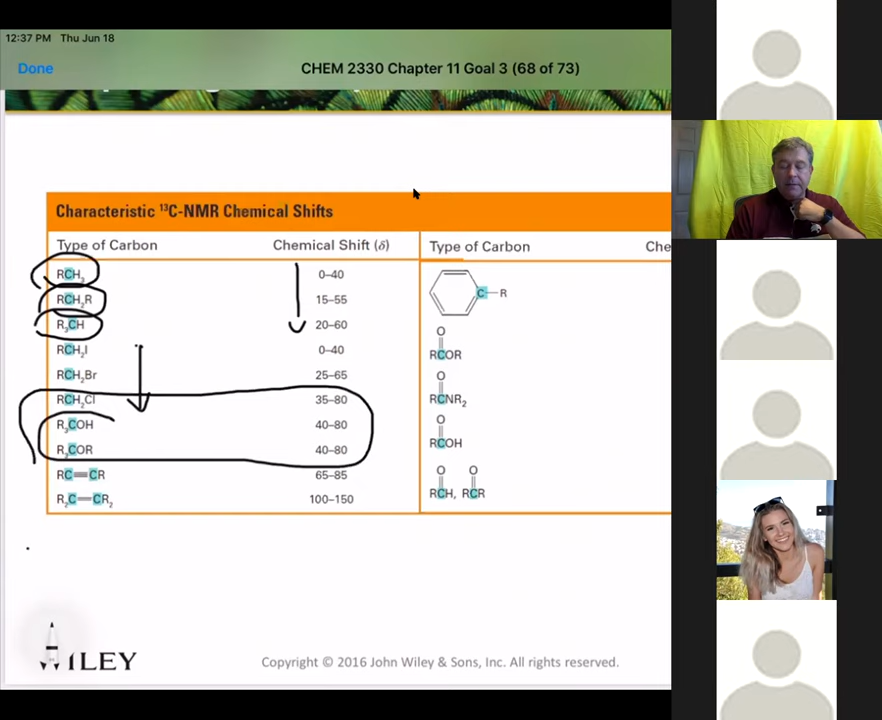 12:37 PM Thu Jun 18
Done
CHEM 2330 Chapter 11 Goal 3 (68 of 73)
Characteristic ¹³C-NMR Chemical Shifts
Type of Carbon Chemical Shift (δ) Type of Carbon Che
RCH₃ 0–40
RCH₂R 15–55
C—R
R₃CH 20–60
O
RCH₂I 0–40
RCOR
RCH₂Br 25–65
O
RCH₂Cl 35–80
RCNR₂
R₃COH 40–80
O
R₃COR 40–80
RCOH
RC≡CR 65–85
O O
R₂C=CR₂ 100–150
RCH, RCR
WILEY
Copyright © 2016 John Wiley & Sons, Inc. All rights reserved.